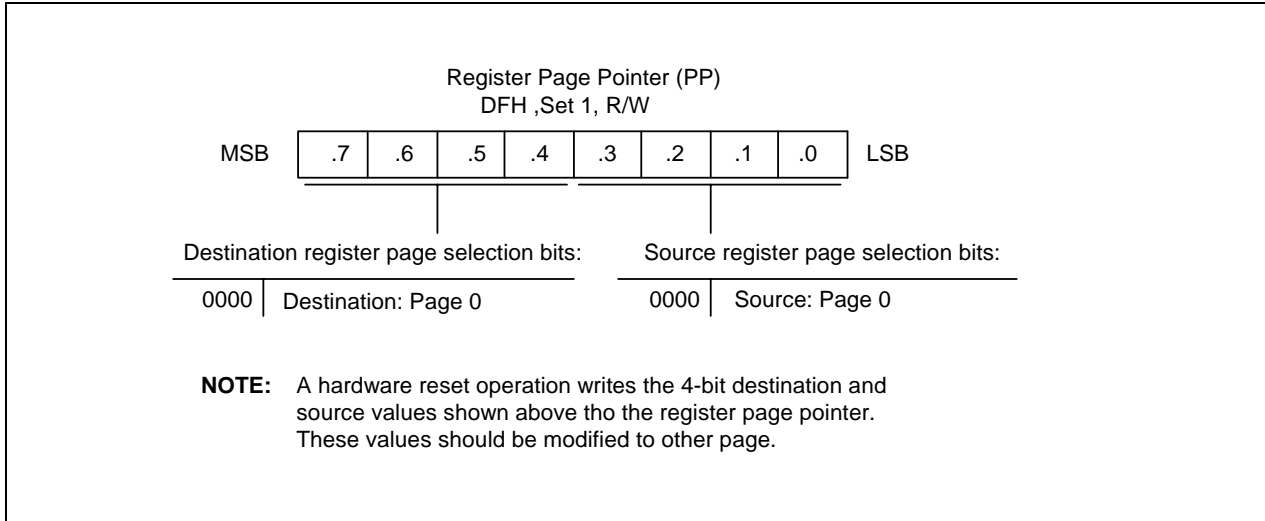 Register Page Pointer (PP)
DFH ,Set 1, R/W
MSB .7 .6 .5 .4 .3 .2 .1 .0 LSB
Destination register page selection bits: Source register page selection bits:
0000 Destination: Page 0 0000 Source: Page 0
NOTE: A hardware reset operation writes the 4-bit destination and
source values shown above tho the register page pointer.
These values should be modified to other page.